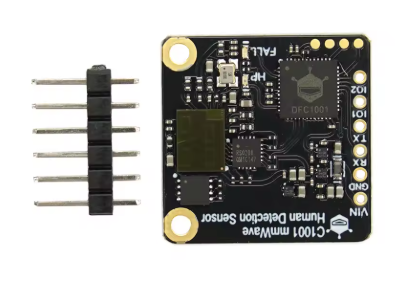 C1001 mmWave
Human Detection Sensor
VIN
GND
RX
TX
IO1
IO2
HP
FALL
DFC1001